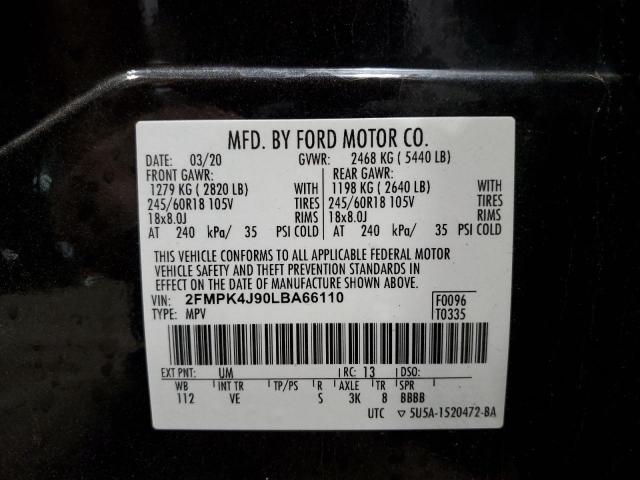 MFD. BY FORD MOTOR CO.
DATE: 03/20 GVWR: 2468 KG ( 5440 LB)
FRONT GAWR: REAR GAWR:
1279 KG ( 2820 LB) WITH 1198 KG ( 2640 LB) WITH
245/60R18 105V TIRES 245/60R18 105V TIRES
18x8.0J RIMS 18x8.0J RIMS
AT 240 kPa/ 35 PSI COLD AT 240 kPa/ 35 PSI COLD
THIS VEHICLE CONFORMS TO ALL APPLICABLE FEDERAL MOTOR
VEHICLE SAFETY AND THEFT PREVENTION STANDARDS IN
EFFECT ON THE DATE OF MANUFACTURE SHOWN ABOVE.
VIN: 2FMPK4J90LBA66110 F0096
TYPE: MPV T0335
EXT PNT: UM RC: 13 DSO:
WB INT TR TP/PS R AXLE TR SPR
112 VE S 3K 8 BBBB
UTC ▽ 5U5A-1520472-BA